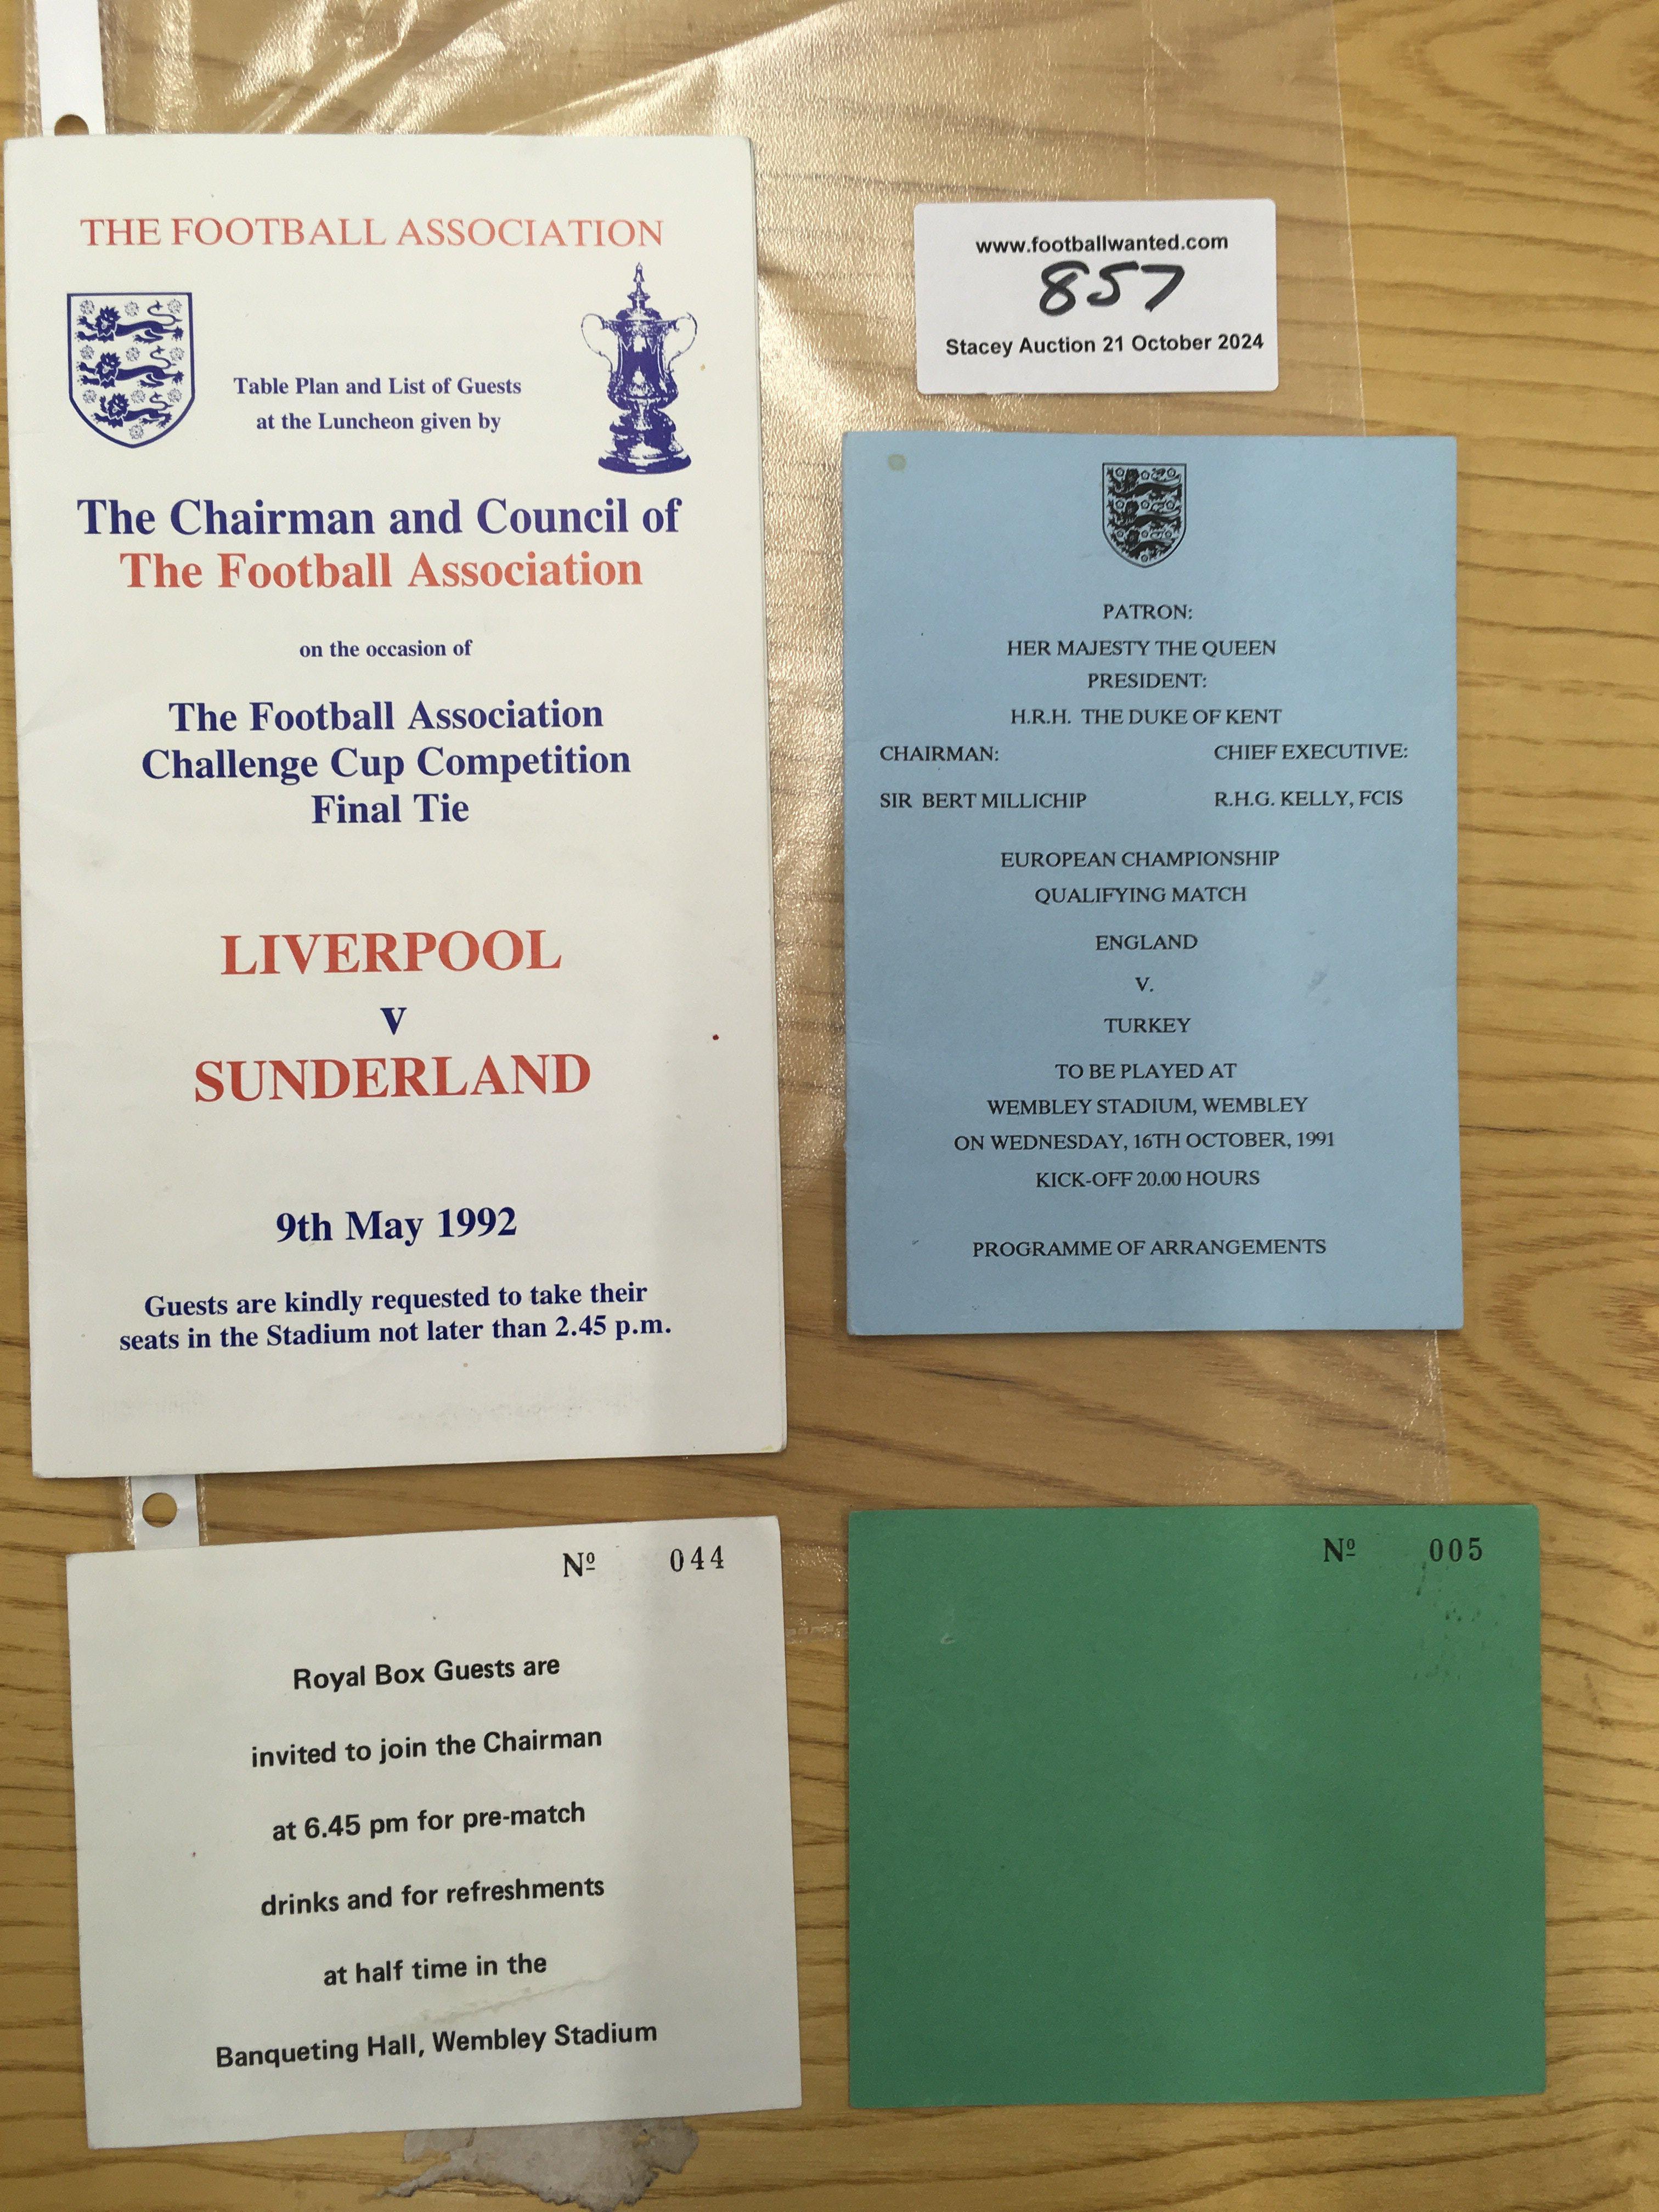 THE FOOTBALL ASSOCIATION
Table Plan and List of Guests
at the Luncheon given by
The Chairman and Council of
The Football Association
on the occasion of
The Football Association
Challenge Cup Competition
Final Tie
LIVERPOOL
v
SUNDERLAND
9th May 1992
Guests are kindly requested to take their
seats in the Stadium not later than 2.45 p.m.
www.footballwanted.com
857
Stacey Auction 21 October 2024
PATRON:
HER MAJESTY THE QUEEN
PRESIDENT:
H.R.H. THE DUKE OF KENT
CHAIRMAN: CHIEF EXECUTIVE:
SIR BERT MILLICHIP R.H.G. KELLY, FCIS
EUROPEAN CHAMPIONSHIP
QUALIFYING MATCH
ENGLAND
V.
TURKEY
TO BE PLAYED AT
WEMBLEY STADIUM, WEMBLEY
ON WEDNESDAY, 16TH OCTOBER, 1991
KICK-OFF 20.00 HOURS
PROGRAMME OF ARRANGEMENTS
Nº 044
Royal Box Guests are
invited to join the Chairman
at 6.45 pm for pre-match
drinks and for refreshments
at half time in the
Banqueting Hall, Wembley Stadium
Nº 005